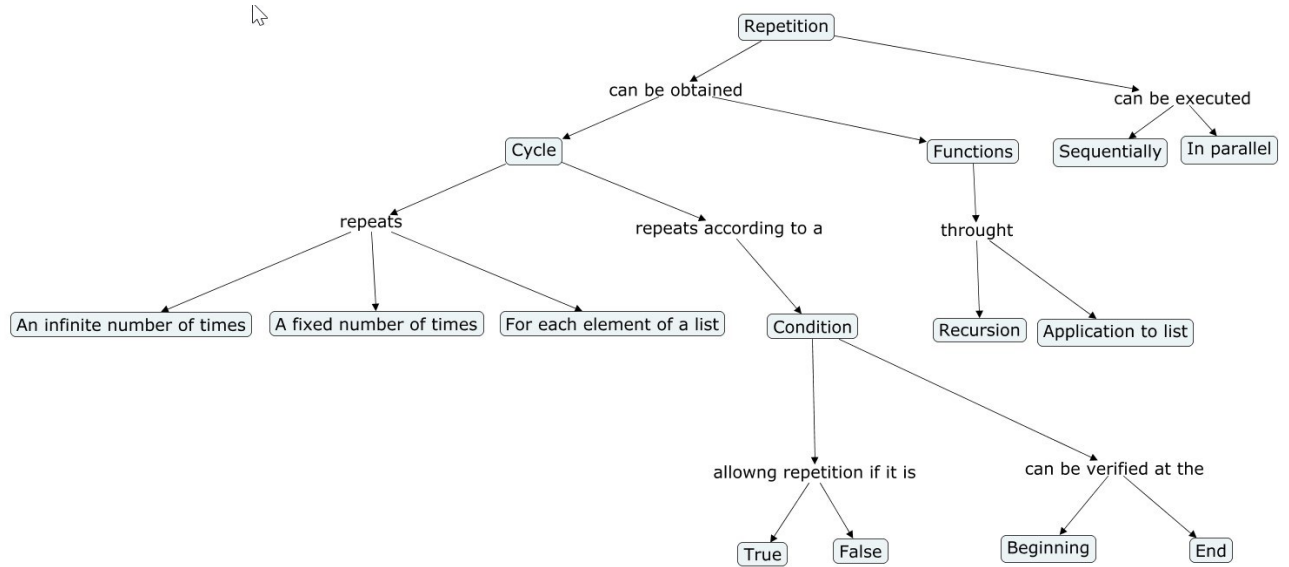 Repetition
can be obtained
can be executed
Cycle
Functions
Sequentially
In parallel
repeats
repeats according to a
throught
An infinite number of times
A fixed number of times
For each element of a list
Condition
Recursion
Application to list
allowng repetition if it is
can be verified at the
True
False
Beginning
End